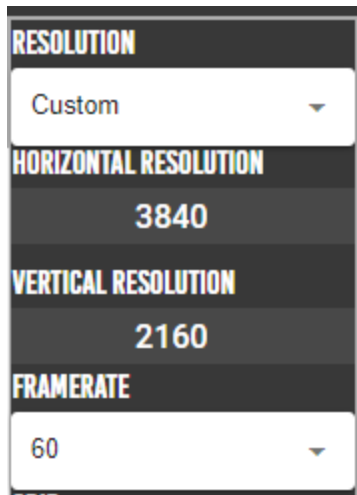 RESOLUTION
Custom
HORIZONTAL RESOLUTION
3840
VERTICAL RESOLUTION
2160
FRAMERATE
60